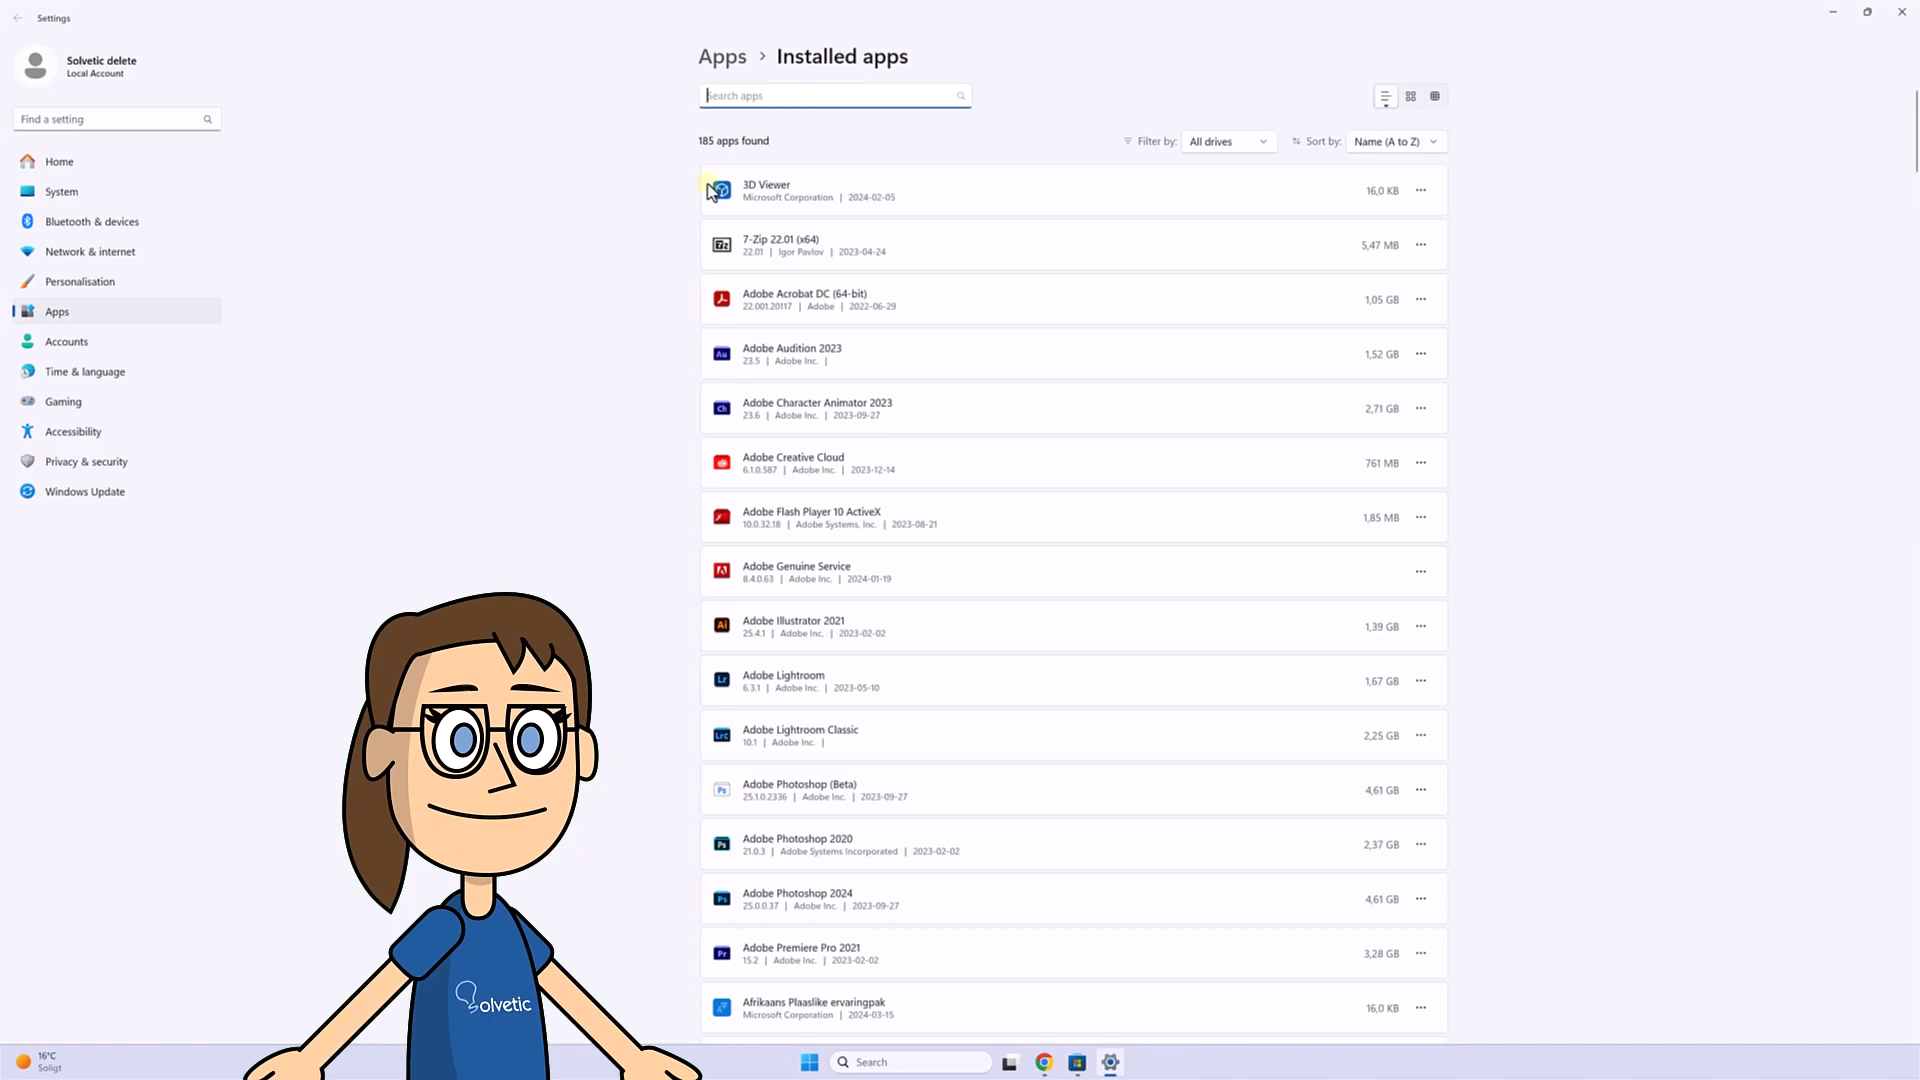 Settings
Solvetic delete
Local Account
Find a setting
Home
System
Bluetooth & devices
Network & internet
Personalisation
Apps
Accounts
Time & language
Gaming
Accessibility
Privacy & security
Windows Update
Apps > Installed apps
Search apps
185 apps found
Filter by: All drives
Sort by: Name (A to Z)
3D Viewer
Microsoft Corporation | 2024-02-05
16,0 KB
7-Zip 22.01 (x64)
22.01 | Igor Pavlov | 2023-04-24
5,47 MB
Adobe Acrobat DC (64-bit)
22.001.20117 | Adobe | 2022-06-29
1,05 GB
Adobe Audition 2023
23.5 | Adobe Inc. |
1,52 GB
Adobe Character Animator 2023
23.6 | Adobe Inc. | 2023-09-27
2,71 GB
Adobe Creative Cloud
6.1.0.587 | Adobe Inc. | 2023-12-14
761 MB
Adobe Flash Player 10 ActiveX
10.0.32.18 | Adobe Systems, Inc. | 2023-08-21
1,85 MB
Adobe Genuine Service
8.4.0.63 | Adobe Inc. | 2024-01-19
Adobe Illustrator 2021
25.4.1 | Adobe Inc. | 2023-02-02
1,39 GB
Adobe Lightroom
6.3.1 | Adobe Inc. | 2023-05-10
1,67 GB
Adobe Lightroom Classic
10.1 | Adobe Inc. |
2,25 GB
Adobe Photoshop (Beta)
25.1.0.2336 | Adobe Inc. | 2023-09-27
4,61 GB
Adobe Photoshop 2020
21.0.3 | Adobe Systems Incorporated | 2023-02-02
2,37 GB
Adobe Photoshop 2024
25.0.0.37 | Adobe Inc. | 2023-09-27
4,61 GB
Adobe Premiere Pro 2021
15.2 | Adobe Inc. | 2023-02-02
3,28 GB
Afrikaans Plaaslike ervaringpak
Microsoft Corporation | 2024-03-15
16,0 KB
Solvetic
16°C
Soligt
Search